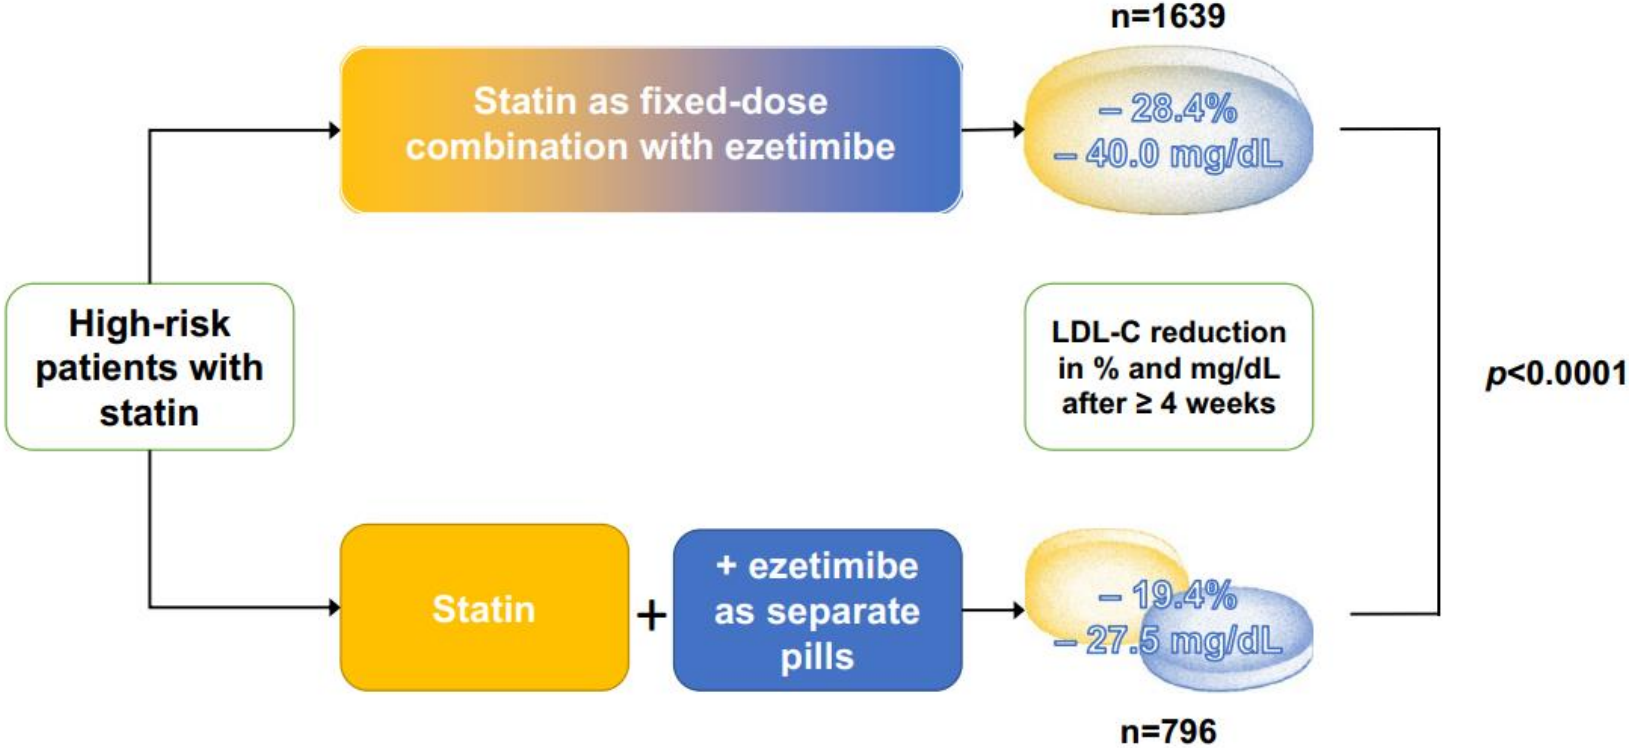 n=1639
Statin as fixed-dose
combination with ezetimibe
– 28.4%
– 40.0 mg/dL
High-risk
patients with
statin
LDL-C reduction
in % and mg/dL
after ≥ 4 weeks
p<0.0001
Statin
+
+ ezetimibe
as separate
pills
– 19.4%
– 27.5 mg/dL
n=796